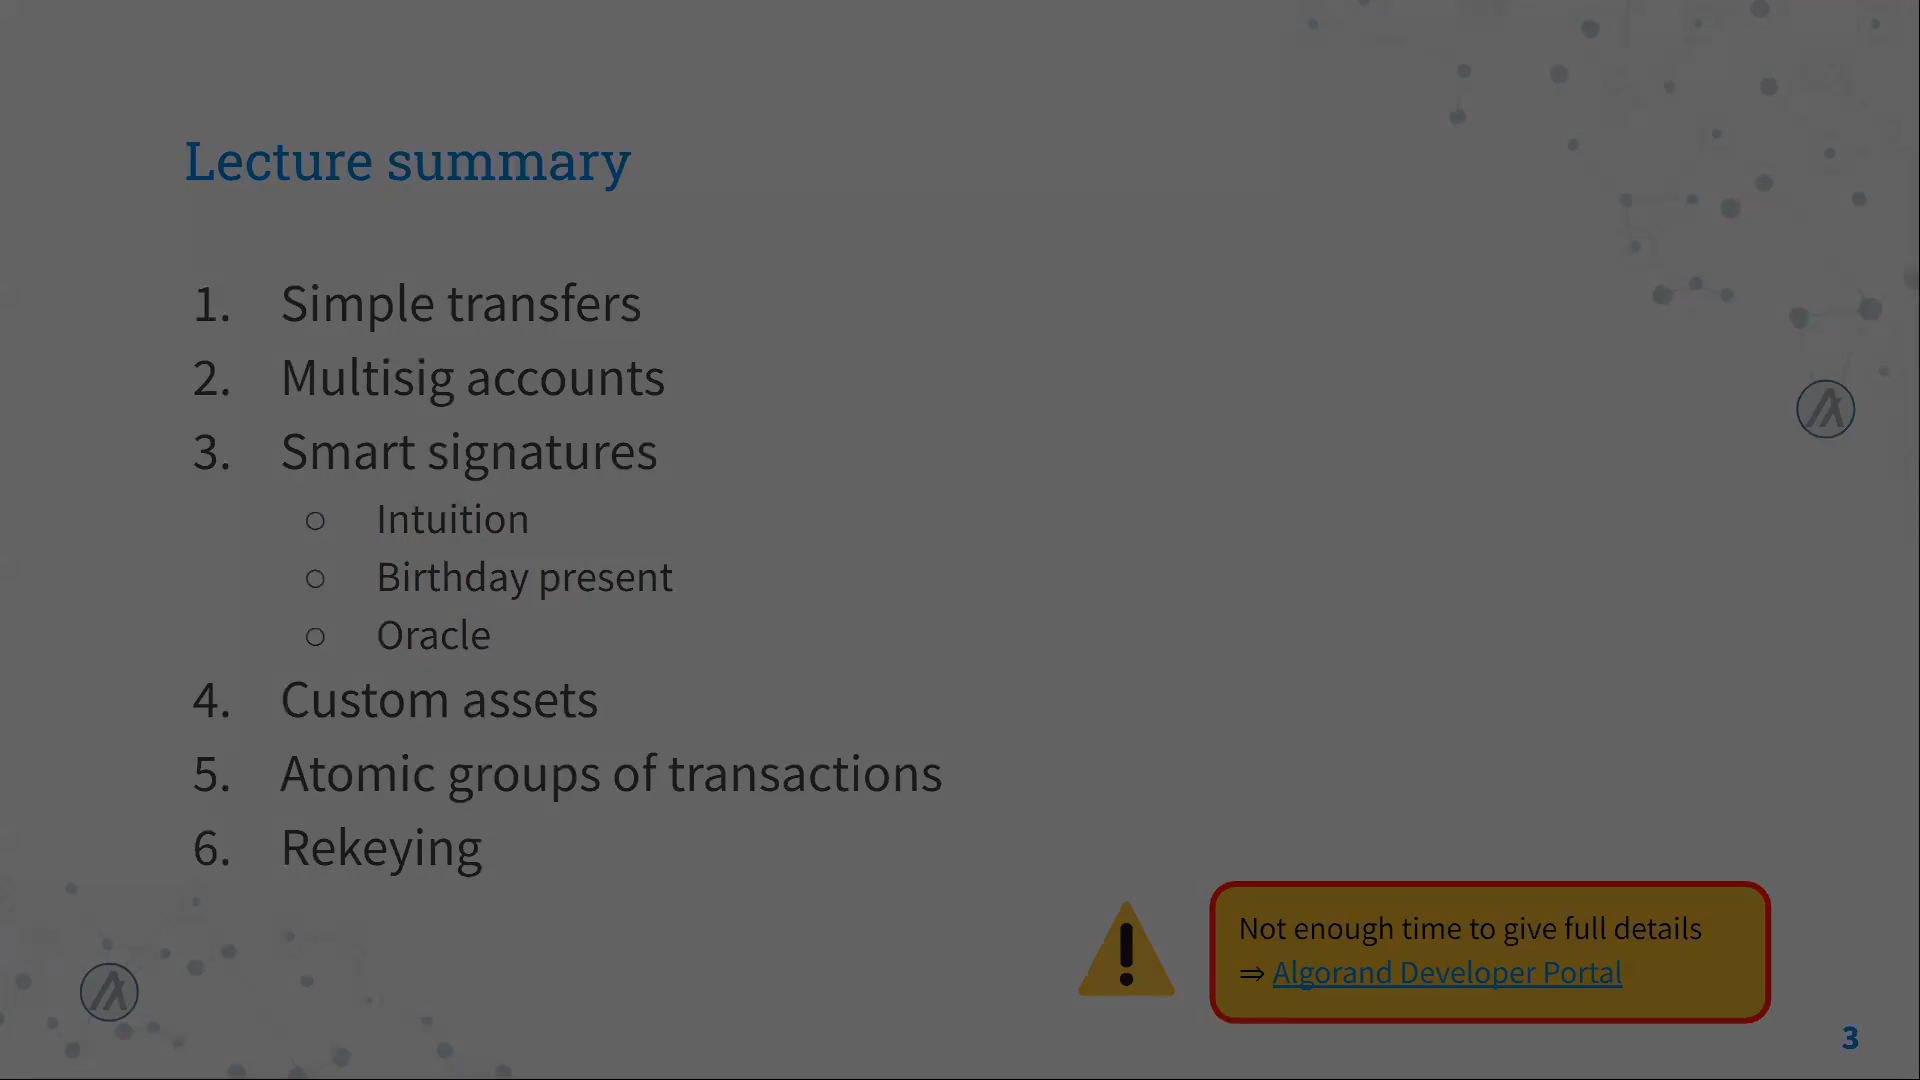 Lecture summary
1. Simple transfers
2. Multisig accounts
3. Smart signatures
○ Intuition
○ Birthday present
○ Oracle
4. Custom assets
5. Atomic groups of transactions
6. Rekeying
Not enough time to give full details
⇒ Algorand Developer Portal
3